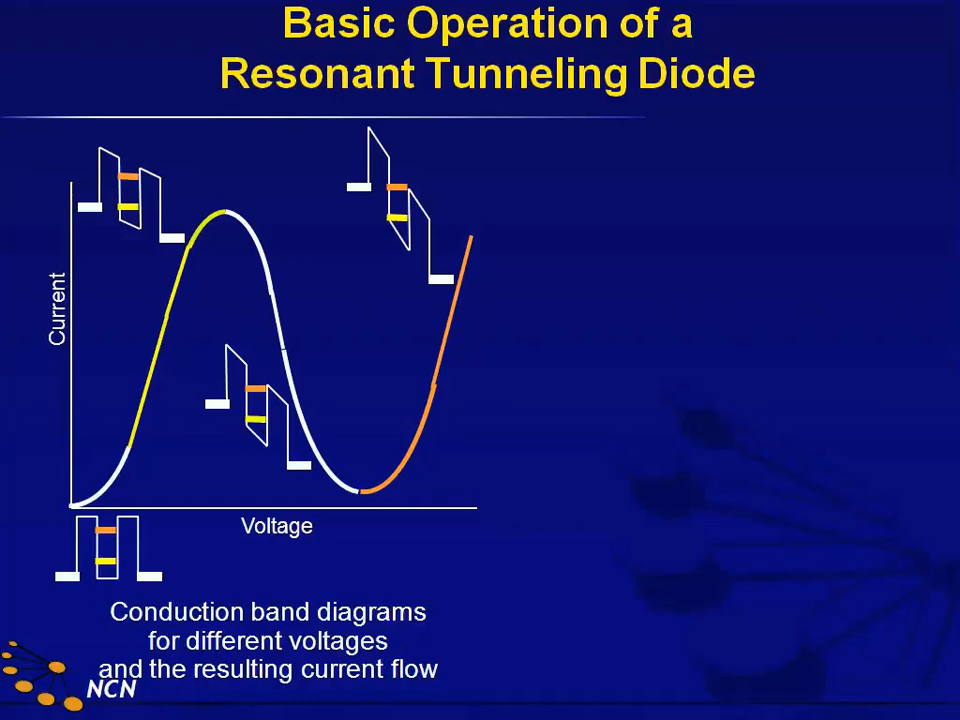 Basic Operation of a
Resonant Tunneling Diode
Current
Voltage
Conduction band diagrams
for different voltages
and the resulting current flow
NCN